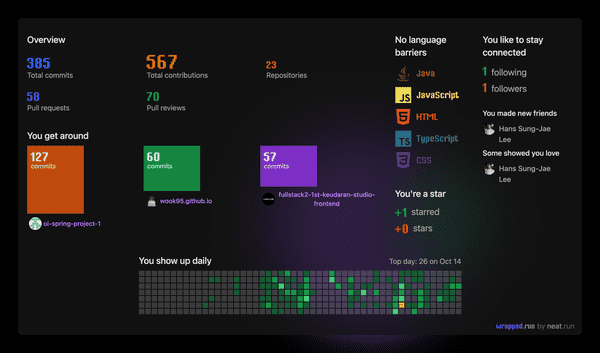 Overview
385
Total commits
567
Total contributions
23
Repositories
58
Pull requests
70
Pull reviews
You get around
127
commits
oi-spring-project-1
60
commits
wook95.github.io
57
commits
fullstack2-1st-keudaran-studio-
frontend
No language
barriers
Java
JS
JavaScript
HTML
TS
TypeScript
CSS
You're a star
+1 starred
+0 stars
You like to stay
connected
1 following
1 followers
You made new friends
Hans Sung-Jae
Lee
Some showed you love
Hans Sung-Jae
Lee
You show up daily
Top day: 26 on Oct 14
wrapped.run by neat.run